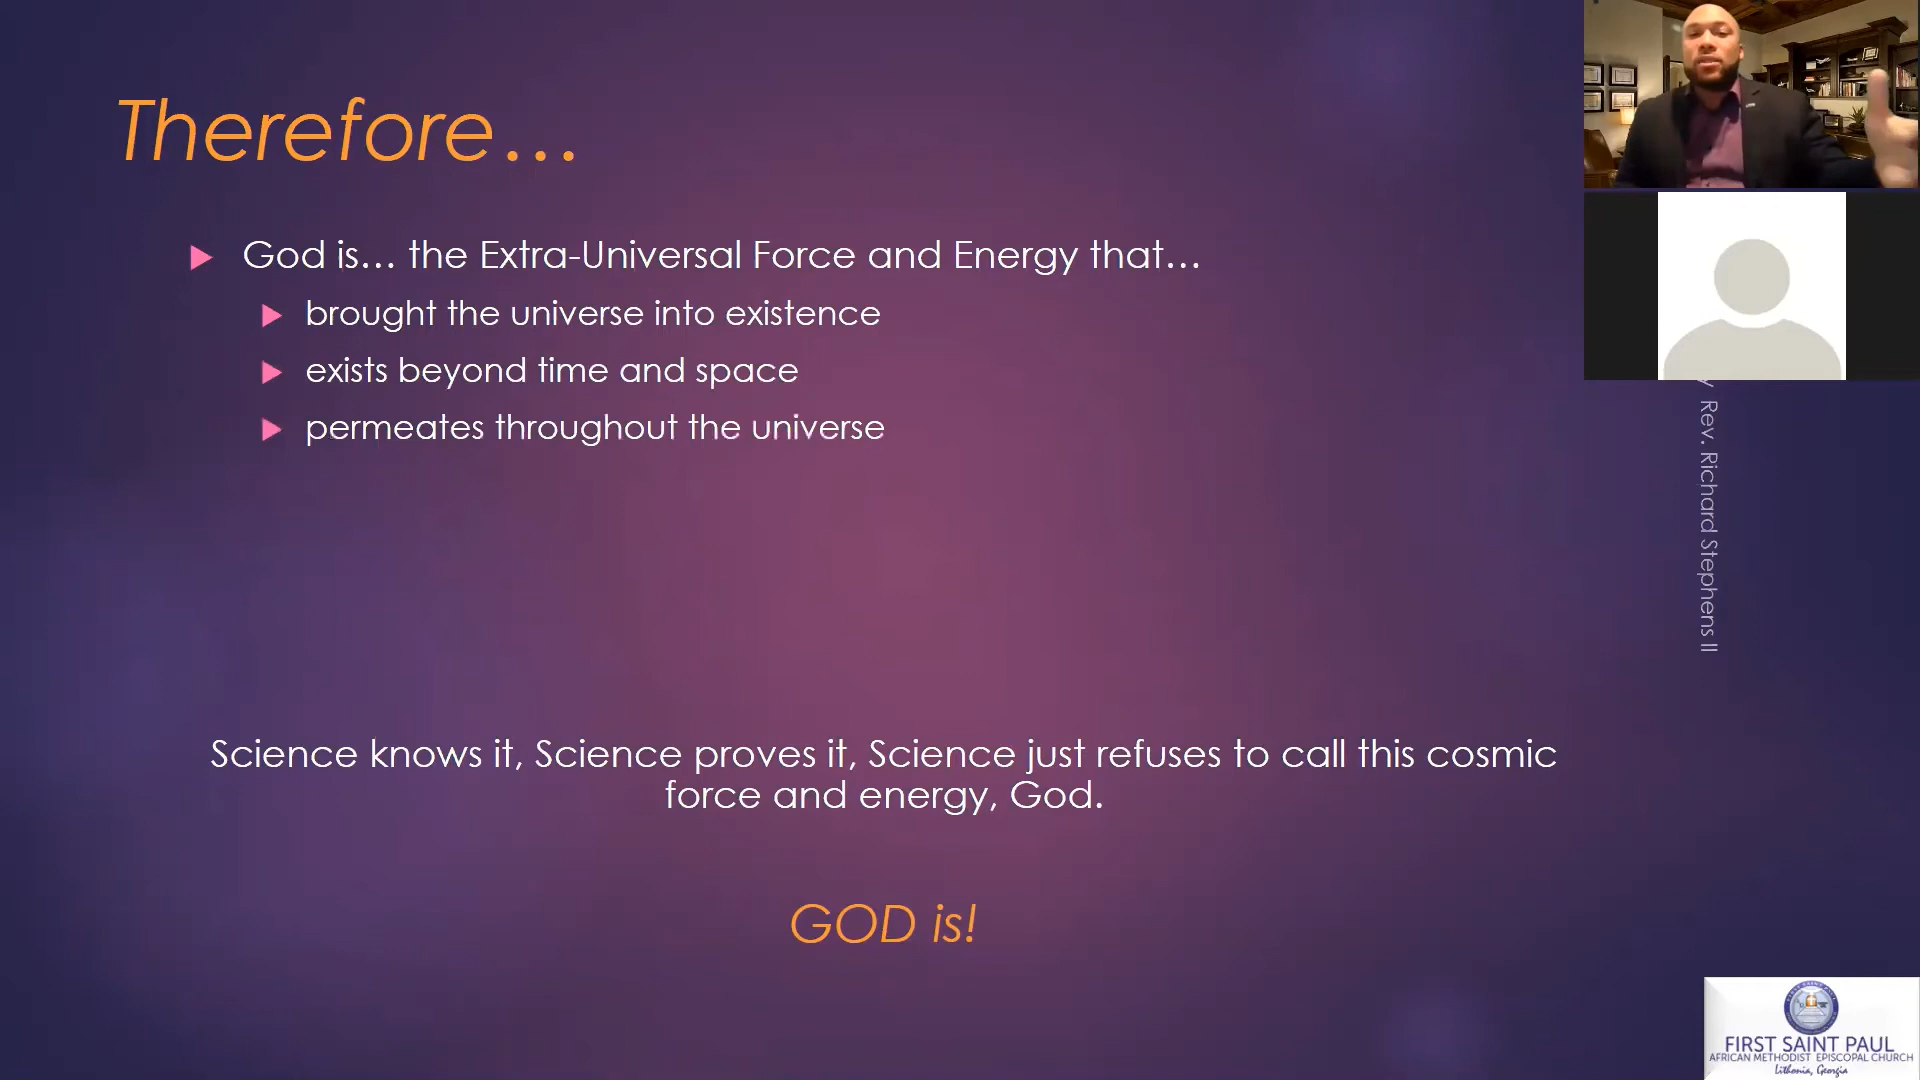 Therefore…
God is… the Extra-Universal Force and Energy that…
brought the universe into existence
exists beyond time and space
permeates throughout the universe
Science knows it, Science proves it, Science just refuses to call this cosmic
force and energy, God.
GOD is!
Rev. Richard Stephens II
FIRST SAINT PAUL
AFRICAN METHODIST EPISCOPAL CHURCH
Lithonia, Georgia